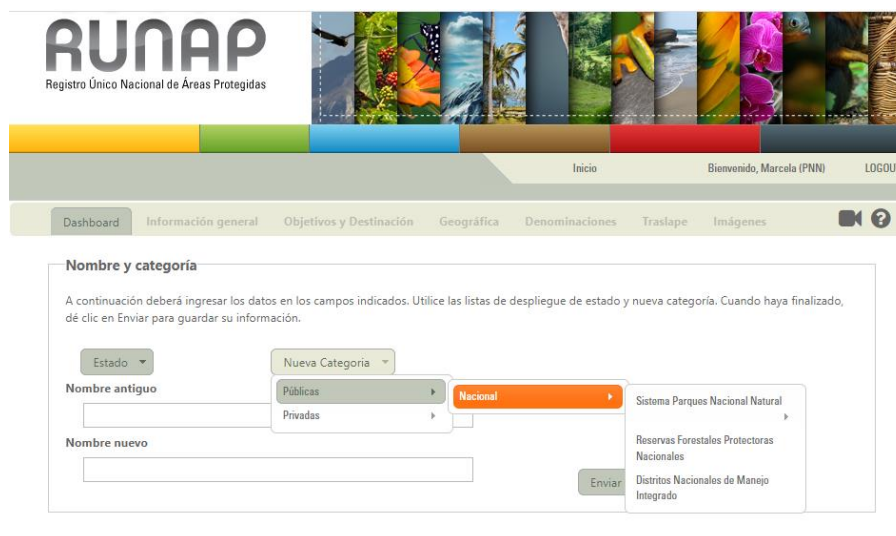 RUNAP
Registro Único Nacional de Áreas Protegidas
Inicio
Bienvenido, Marcela (PNN)
LOGOU
Dashboard
Información general
Objetivos y Destinación
Geográfica
Denominaciones
Traslape
Imágenes
Nombre y categoría
A continuación deberá ingresar los datos en los campos indicados. Utilice las listas de despliegue de estado y nueva categoría. Cuando haya finalizado,
dé clic en Enviar para guardar su información.
Estado
Nueva Categoria
Nombre antiguo
Públicas
Privadas
Nacional
Sistema Parques Nacional Natural
Reservas Forestales Protectoras
Nacionales
Distritos Nacionales de Manejo
Integrado
Nombre nuevo
Enviar